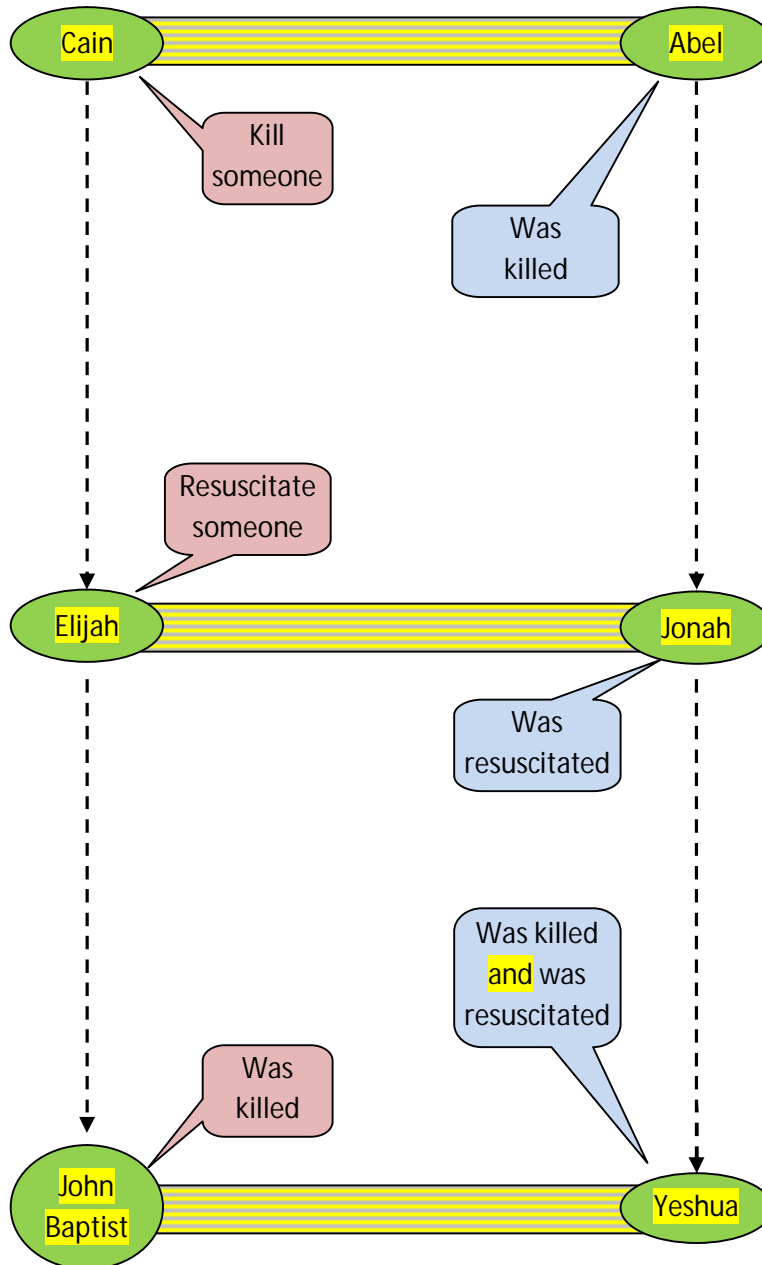 Cain
Abel
Kill
someone
Was
killed
Resuscitate
someone
Elijah
Jonah
Was
resuscitated
Was killed
and was
resuscitated
Was
killed
John
Baptist
Yeshua